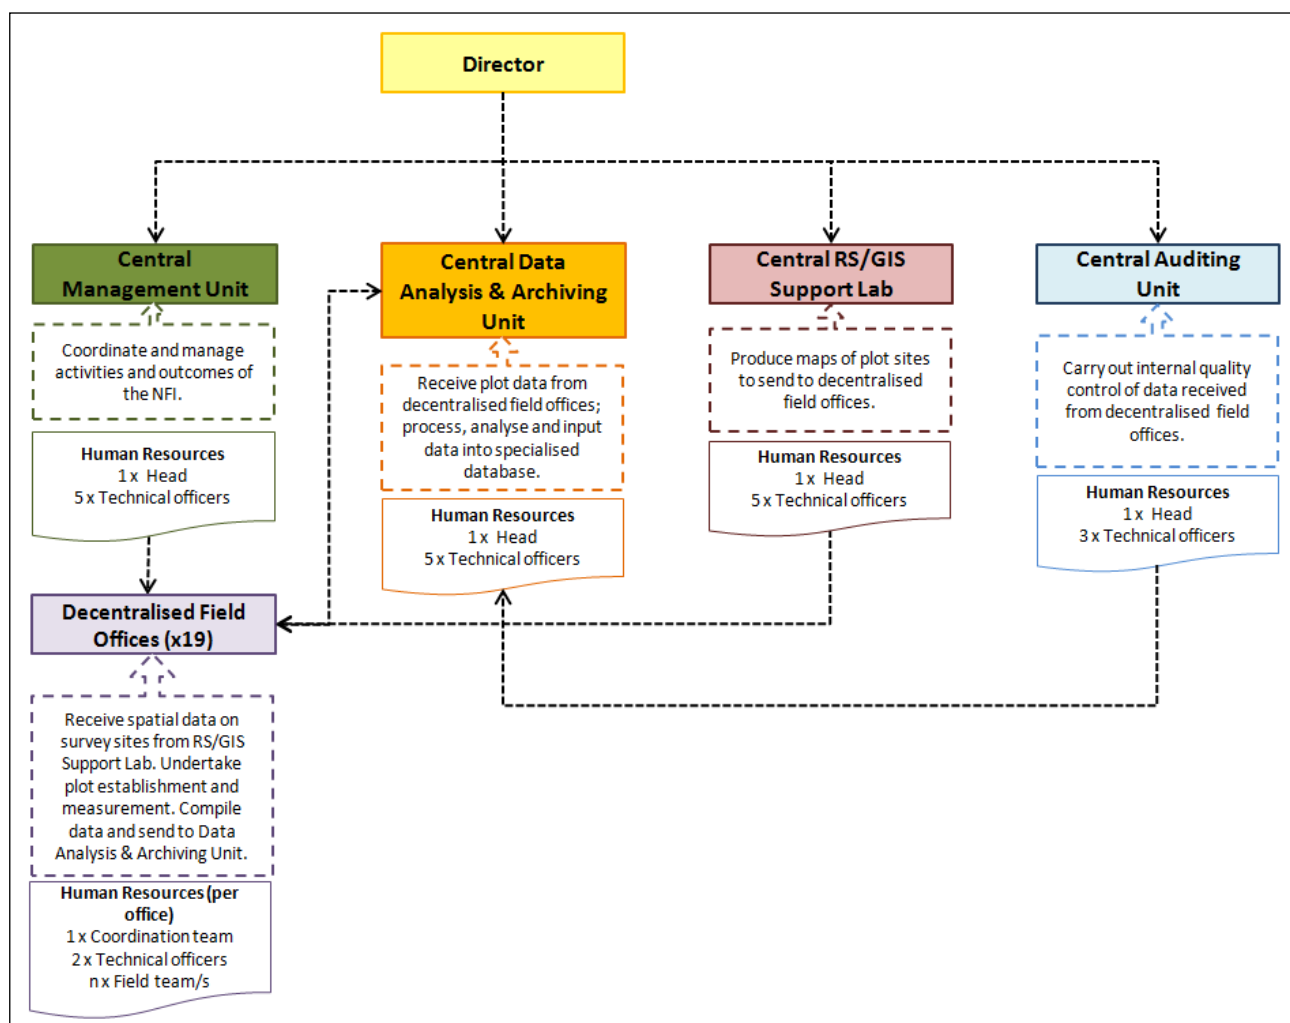 Director
Central
Management Unit
Coordinate and manage
activities and outcomes of
the NFI.
Human Resources
1 x Head
5 x Technical officers
Central Data
Analysis & Archiving
Unit
Receive plot data from
decentralised field offices;
process, analyse and input
data into specialised
database.
Human Resources
1 x Head
5 x Technical officers
Central RS/GIS
Support Lab
Produce maps of plot sites
to send to decentralised
field offices.
Human Resources
1 x Head
5 x Technical officers
Central Auditing
Unit
Carry out internal quality
control of data received
from decentralised field
offices.
Human Resources
1 x Head
3 x Technical officers
Decentralised Field
Offices (x19)
Receive spatial data on
survey sites from RS/GIS
Support Lab. Undertake
plot establishment and
measurement. Compile
data and send to Data
Analysis & Archiving Unit.
Human Resources (per
office)
1 x Coordination team
2 x Technical officers
n x Field team/s